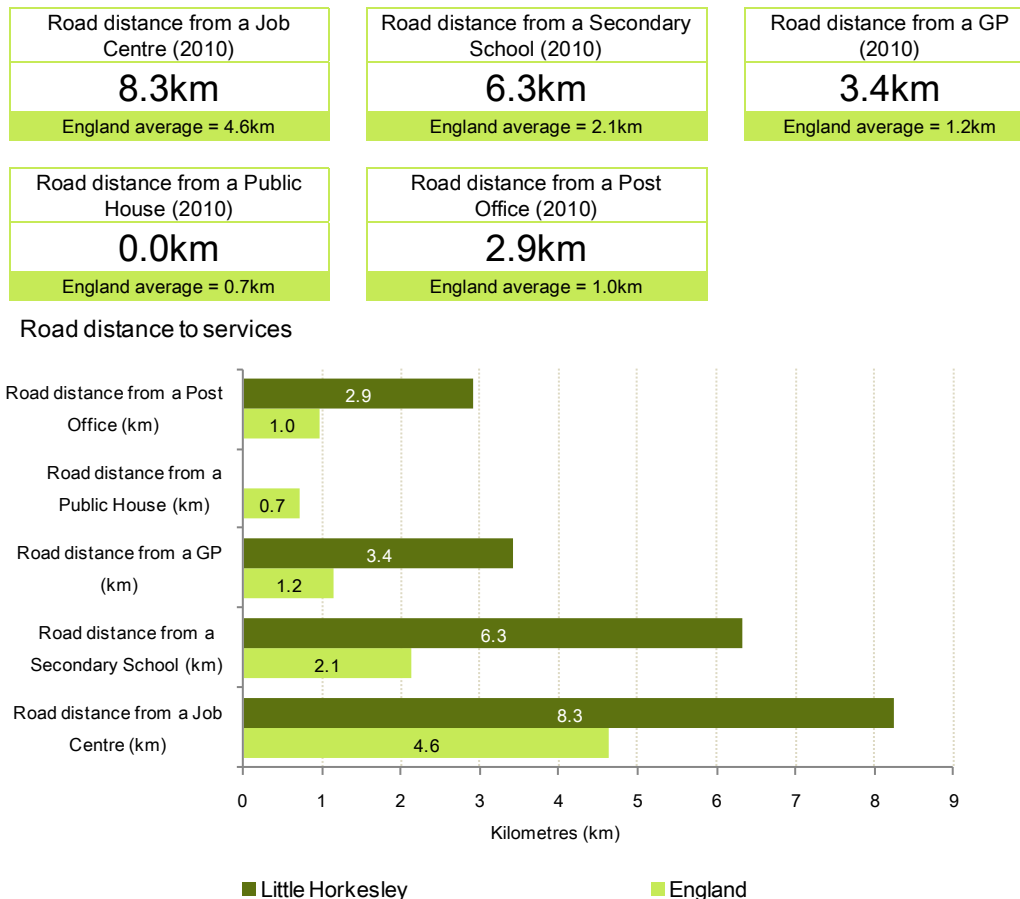 Road distance from a Job
Centre (2010)
8.3km
England average = 4.6km
Road distance from a Secondary
School (2010)
6.3km
England average = 2.1km
Road distance from a GP
(2010)
3.4km
England average = 1.2km
Road distance from a Public
House (2010)
0.0km
England average = 0.7km
Road distance from a Post
Office (2010)
2.9km
England average = 1.0km
Road distance to services
Road distance from a Post
Office (km)
2.9
1.0
Road distance from a
Public House (km)
0.7
Road distance from a GP
(km)
3.4
1.2
Road distance from a
Secondary School (km)
6.3
2.1
Road distance from a Job
Centre (km)
8.3
4.6
0 1 2 3 4 5 6 7 8 9
Kilometres (km)
Little Horkesley England